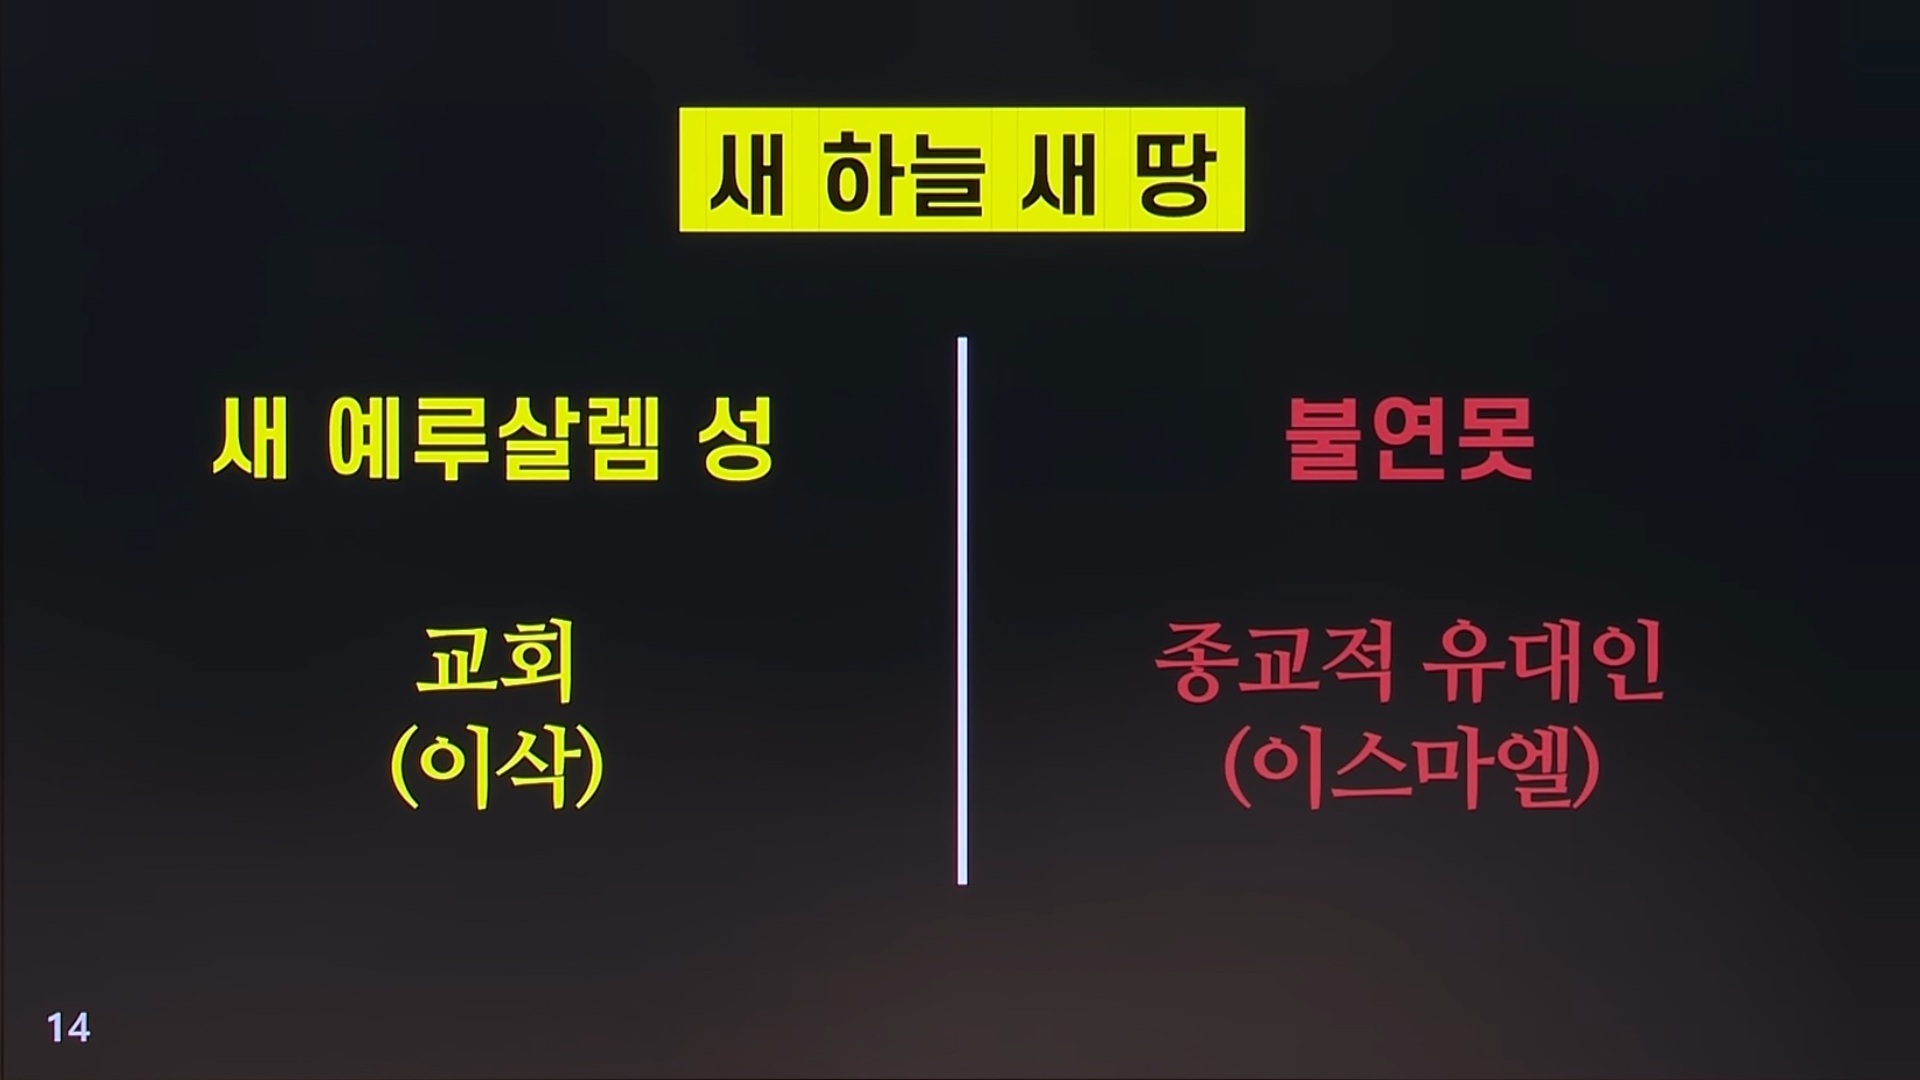 새 하늘 새 땅
새 예루살렘 성
불연못
교회
(이삭)
종교적 유대인
(이스마엘)
14